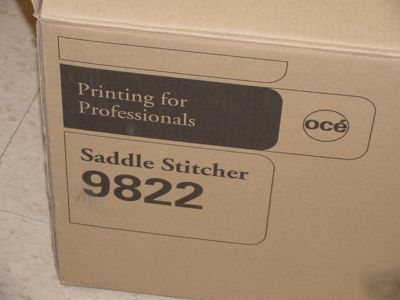 Printing for
Professionals
océ
Saddle Stitcher
9822